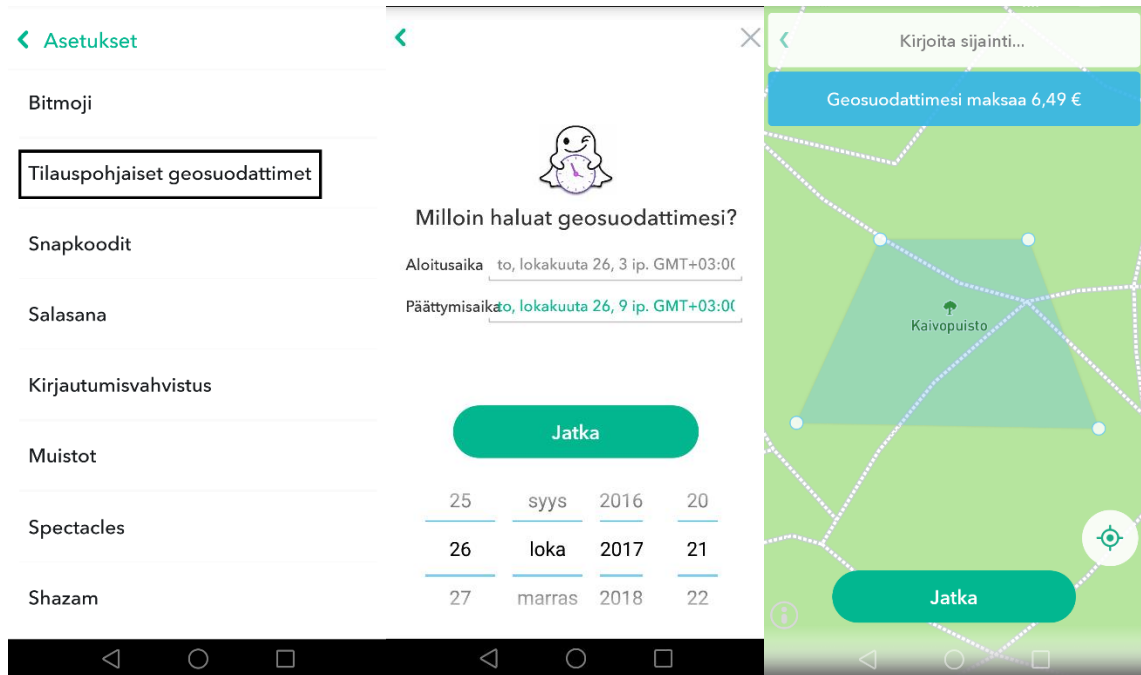 Asetukset
Bitmoji
Tilauspohjaiset geosuodattimet
Snapkoodit
Salasana
Kirjautumisvahvistus
Muistot
Spectacles
Shazam
Milloin haluat geosuodattimesi?
Aloitusaika to, lokakuuta 26, 3 ip. GMT+03:00
Päättymisaika to, lokakuuta 26, 9 ip. GMT+03:00
Jatka
25 syys 2016 20
26 loka 2017 21
27 marras 2018 22
Kirjoita sijainti...
Geosuodattimesi maksaa 6,49 €
Kaivopuisto
Jatka